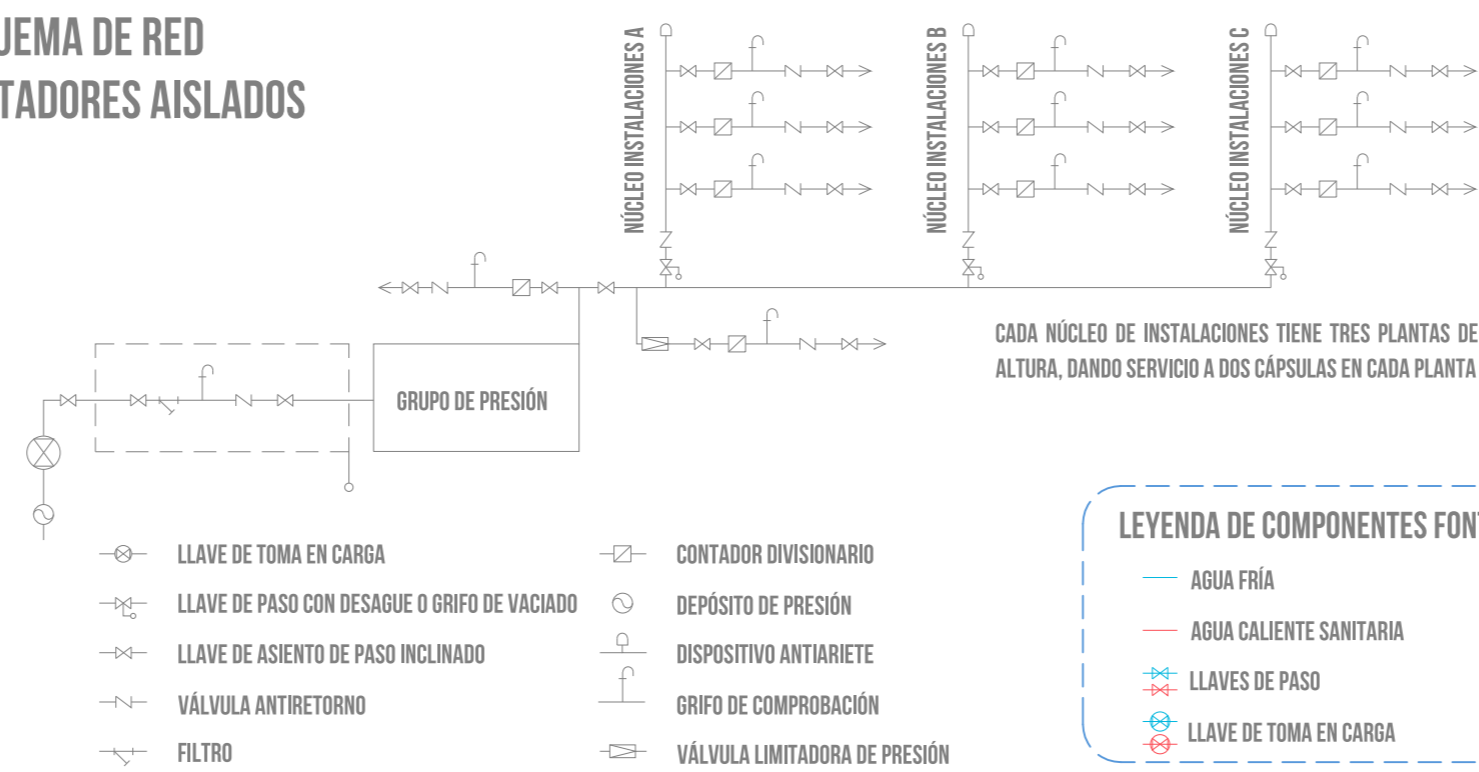 UEMA DE RED
TADORES AISLADOS
NÚCLEO INSTALACIONES A
NÚCLEO INSTALACIONES B
NÚCLEO INSTALACIONES C
CADA NÚCLEO DE INSTALACIONES TIENE TRES PLANTAS DE
ALTURA, DANDO SERVICIO A DOS CÁPSULAS EN CADA PLANTA
GRUPO DE PRESIÓN
LLAVE DE TOMA EN CARGA
LLAVE DE PASO CON DESAGUE O GRIFO DE VACIADO
LLAVE DE ASIENTO DE PASO INCLINADO
VÁLVULA ANTIRETORNO
FILTRO
CONTADOR DIVISIONARIO
DEPÓSITO DE PRESIÓN
DISPOSITIVO ANTIARIETE
GRIFO DE COMPROBACIÓN
VÁLVULA LIMITADORA DE PRESIÓN
LEYENDA DE COMPONENTES FON
AGUA FRÍA
AGUA CALIENTE SANITARIA
LLAVES DE PASO
LLAVE DE TOMA EN CARGA